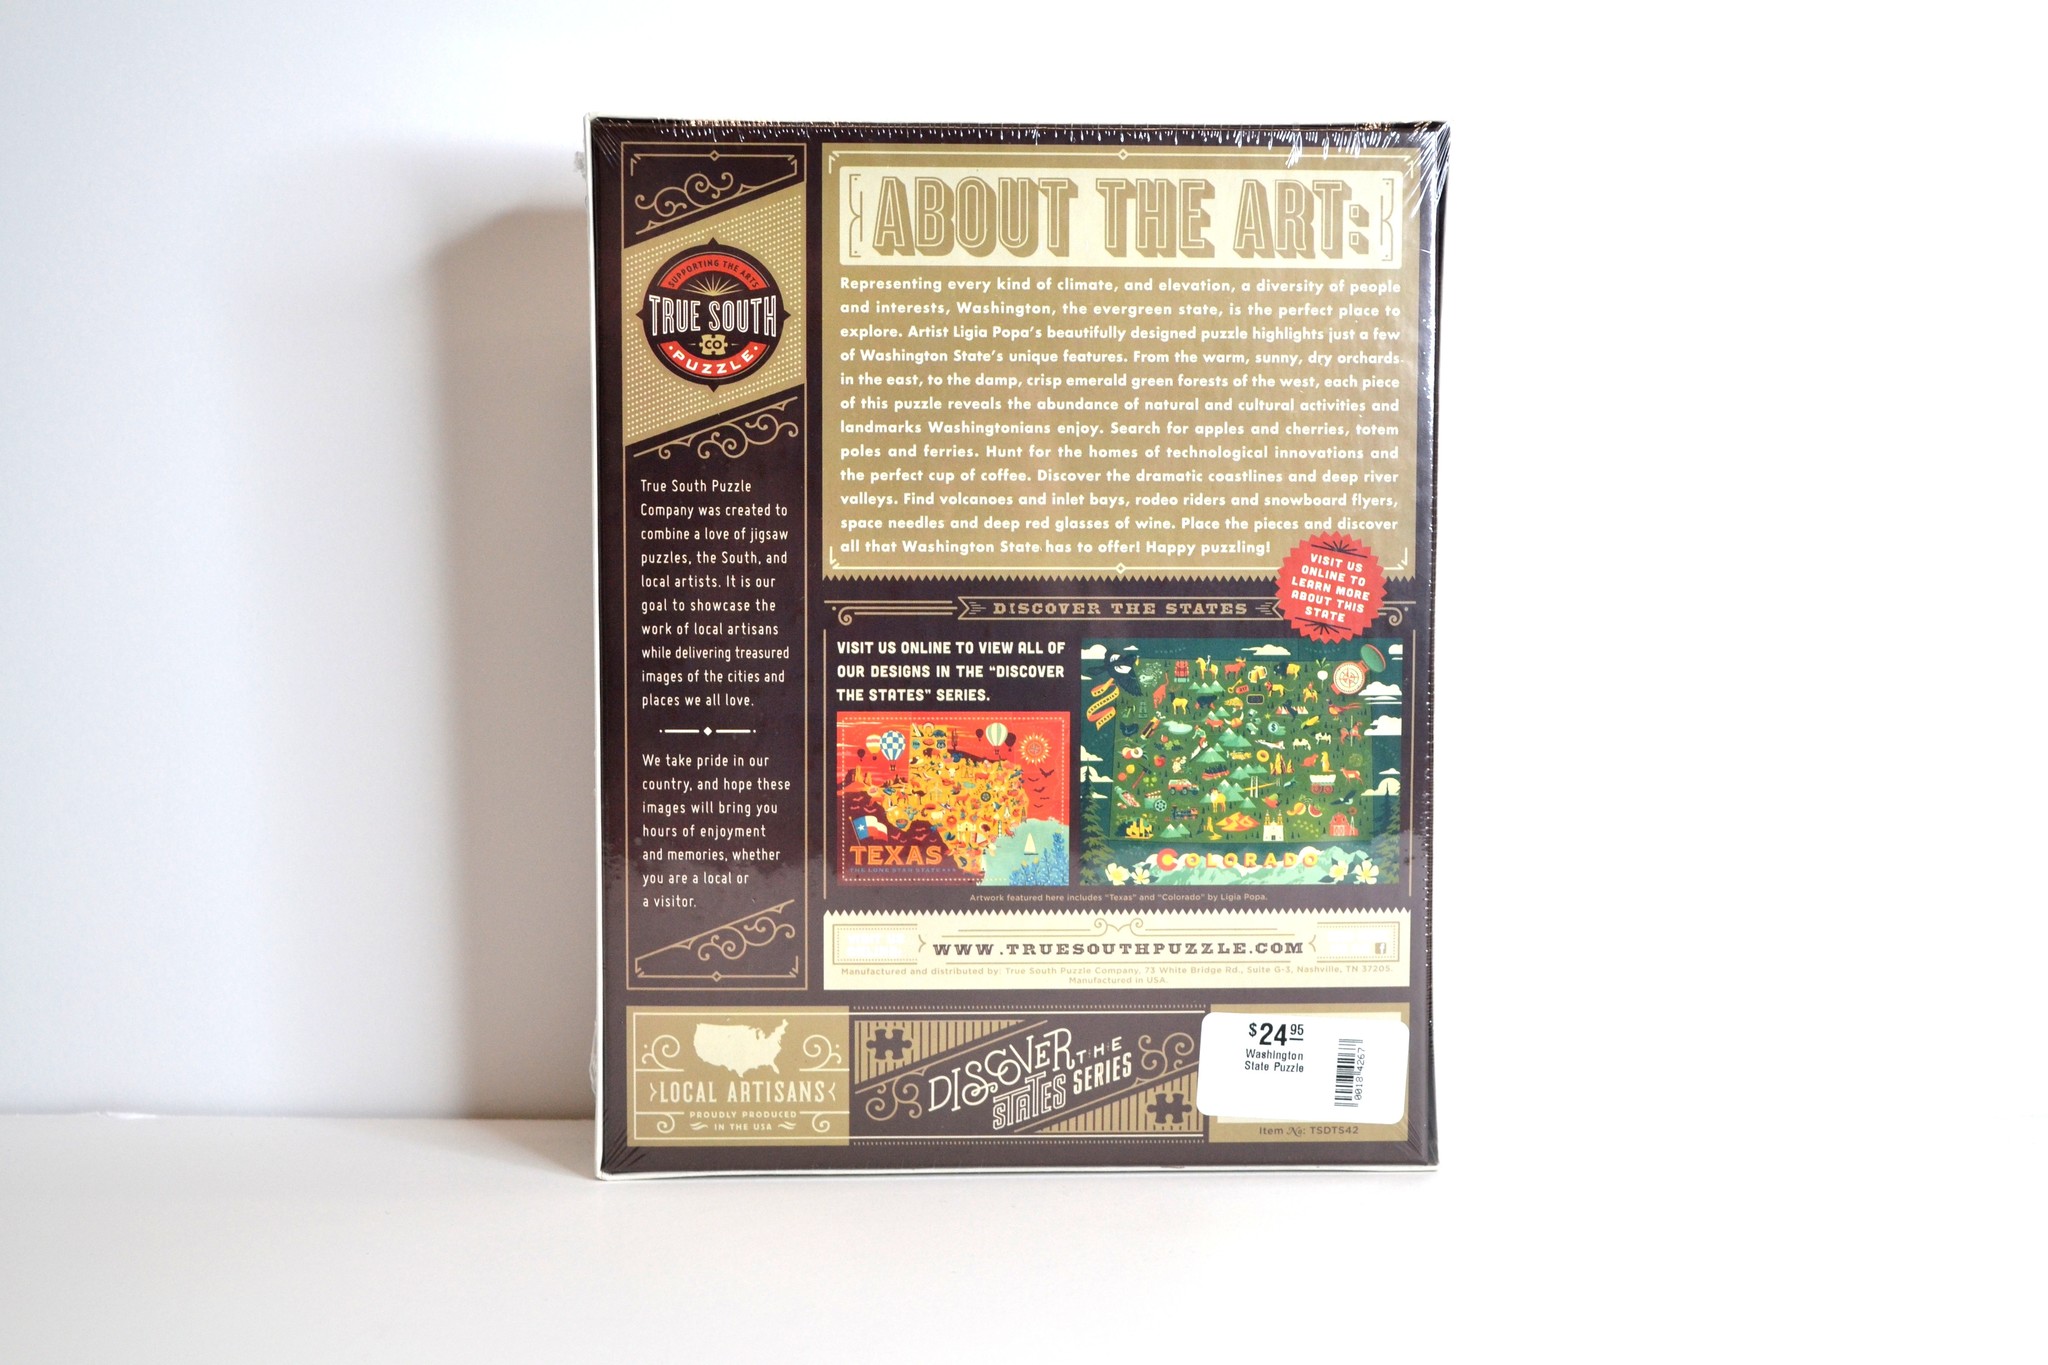 SUPPORTING THE ARTS
TRUE SOUTH
CO
PUZZLE
True South Puzzle
Company was created to
combine a love of jigsaw
puzzles, the South, and
local artists. It is our
goal to showcase the
work of local artisans
while delivering treasured
images of the cities and
places we all love.
We take pride in our
country, and hope these
images will bring you
hours of enjoyment
and memories, whether
you are a local or
a visitor.
ABOUT THE ART:
Representing every kind of climate, and elevation, a diversity of people
and interests, Washington, the evergreen state, is the perfect place to
explore. Artist Ligia Popa's beautifully designed puzzle highlights just a few
of Washington State's unique features. From the warm, sunny, dry orchards
in the east, to the damp, crisp emerald green forests of the west, each piece
of this puzzle reveals the abundance of natural and cultural activities and
landmarks Washingtonians enjoy. Search for apples and cherries, totem
poles and ferries. Hunt for the homes of technological innovations and
the perfect cup of coffee. Discover the dramatic coastlines and deep river
valleys. Find volcanoes and inlet bays, rodeo riders and snowboard flyers,
space needles and deep red glasses of wine. Place the pieces and discover
all that Washington State has to offer! Happy puzzling!
VISIT US
ONLINE TO
LEARN MORE
ABOUT THIS
STATE
DISCOVER THE STATES
VISIT US ONLINE TO VIEW ALL OF
OUR DESIGNS IN THE "DISCOVER
THE STATES" SERIES.
TEXAS
THE LONE STAR STATE
COLORADO
Artwork featured here includes "Texas" and "Colorado" by Ligia Popa.
WWW.TRUESOUTHPUZZLE.COM
f
Manufactured and distributed by: True South Puzzle Company, 73 White Bridge Rd., Suite G-3, Nashville, TN 37205.
Manufactured in USA.
LOCAL ARTISANS
PROUDLY PRODUCED
IN THE USA
DISCOVER THE
STATES SERIES
$24.95
Washington
State Puzzle
00184267
Item No: TSDTS42